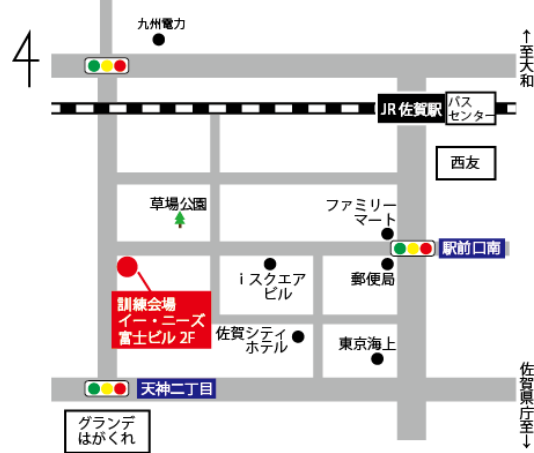 九州電力
↑至大和
JR佐賀駅
バス
センター
西友
草場公園
ファミリー
マート
駅前口南
iスクエア
ビル
郵便局
訓練会場
イー・ニーズ
富士ビル 2F
佐賀シティ
ホテル
東京海上
天神二丁目
グランデ
はがくれ
佐賀県庁至↓